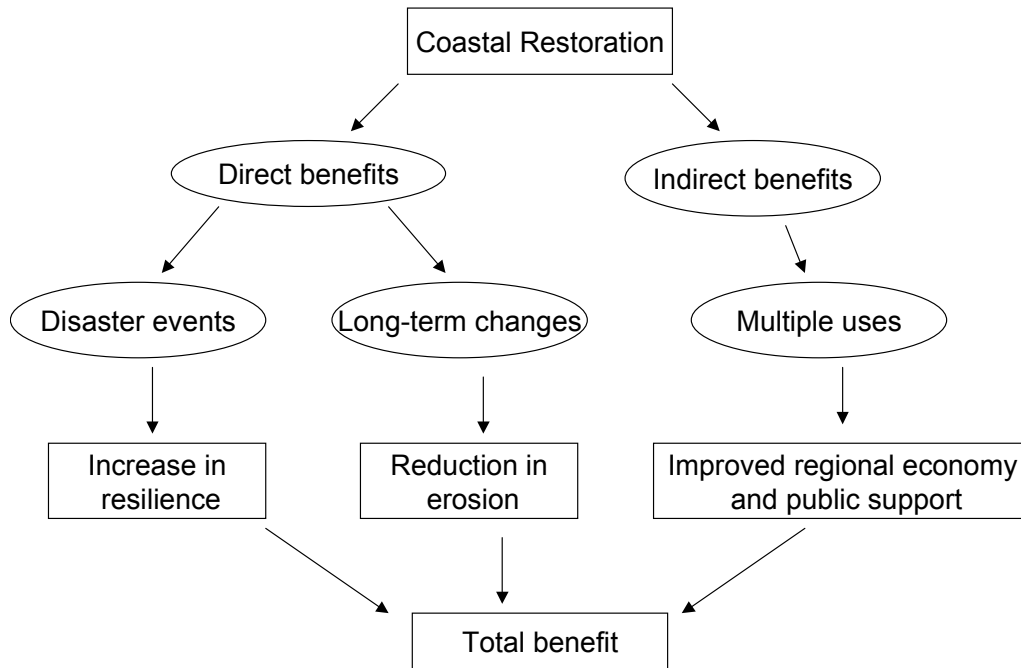 Coastal Restoration
Direct benefits
Indirect benefits
Disaster events
Long-term changes
Multiple uses
Increase in
resilience
Reduction in
erosion
Improved regional economy
and public support
Total benefit